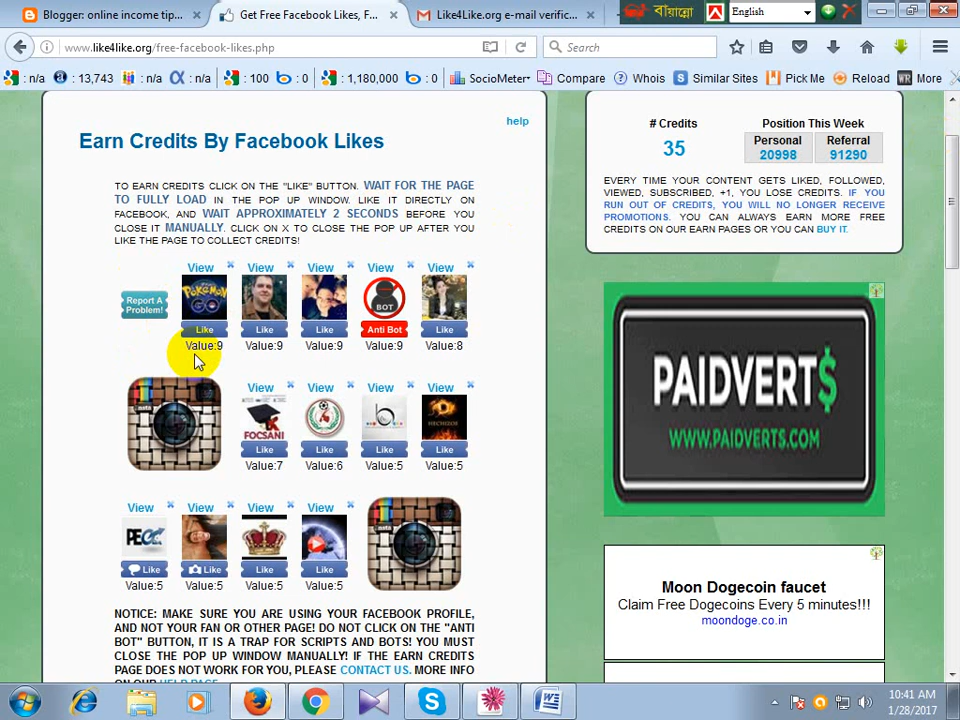 Blogger: online income tip...
Get Free Facebook Likes, F...
Like4Like.org e-mail verific...
বায়ান্নো
English
www.like4like.org/free-facebook-likes.php
Search
: n/a : 13,743 : n/a : n/a : 100 : 0 : 1,180,000 : 0 SocioMeter Compare Whois Similar Sites Pick Me Reload More
help
Earn Credits By Facebook Likes
TO EARN CREDITS CLICK ON THE "LIKE" BUTTON. WAIT FOR THE PAGE
TO FULLY LOAD IN THE POP UP WINDOW. LIKE IT DIRECTLY ON
FACEBOOK, AND WAIT APPROXIMATELY 2 SECONDS BEFORE YOU
CLOSE IT MANUALLY. CLICK ON X TO CLOSE THE POP UP AFTER YOU
LIKE THE PAGE TO COLLECT CREDITS!
View View View View View
Report A
Problem!
POKEMON
GO
BOT
Like Like Like Anti Bot Like
Value:9 Value:9 Value:9 Value:9 Value:8
View View View View
Insta
FOCSANI
b
HECHIZOS
Like Like Like Like
Value:7 Value:6 Value:5 Value:5
View View View View
PECC
Insta
Like Like Like Like
Value:5 Value:5 Value:5 Value:5
NOTICE: MAKE SURE YOU ARE USING YOUR FACEBOOK PROFILE,
AND NOT YOUR FAN OR OTHER PAGE! DO NOT CLICK ON THE "ANTI
BOT" BUTTON, IT IS A TRAP FOR SCRIPTS AND BOTS! YOU MUST
CLOSE THE POP UP WINDOW MANUALLY! IF THE EARN CREDITS
PAGE DOES NOT WORK FOR YOU, PLEASE CONTACT US. MORE INFO
ON OUR HELP PAGE
# Credits
35
Position This Week
Personal
20998
Referral
91290
EVERY TIME YOUR CONTENT GETS LIKED, FOLLOWED,
VIEWED, SUBSCRIBED, +1, YOU LOSE CREDITS. IF YOU
RUN OUT OF CREDITS, YOU WILL NO LONGER RECEIVE
PROMOTIONS. YOU CAN ALWAYS EARN MORE FREE
CREDITS ON OUR EARN PAGES OR YOU CAN BUY IT.
PAIDVERT$
WWW.PAIDVERTS.COM
Moon Dogecoin faucet
Claim Free Dogecoins Every 5 minutes!!!
moondoge.co.in
10:41 AM
1/28/2017